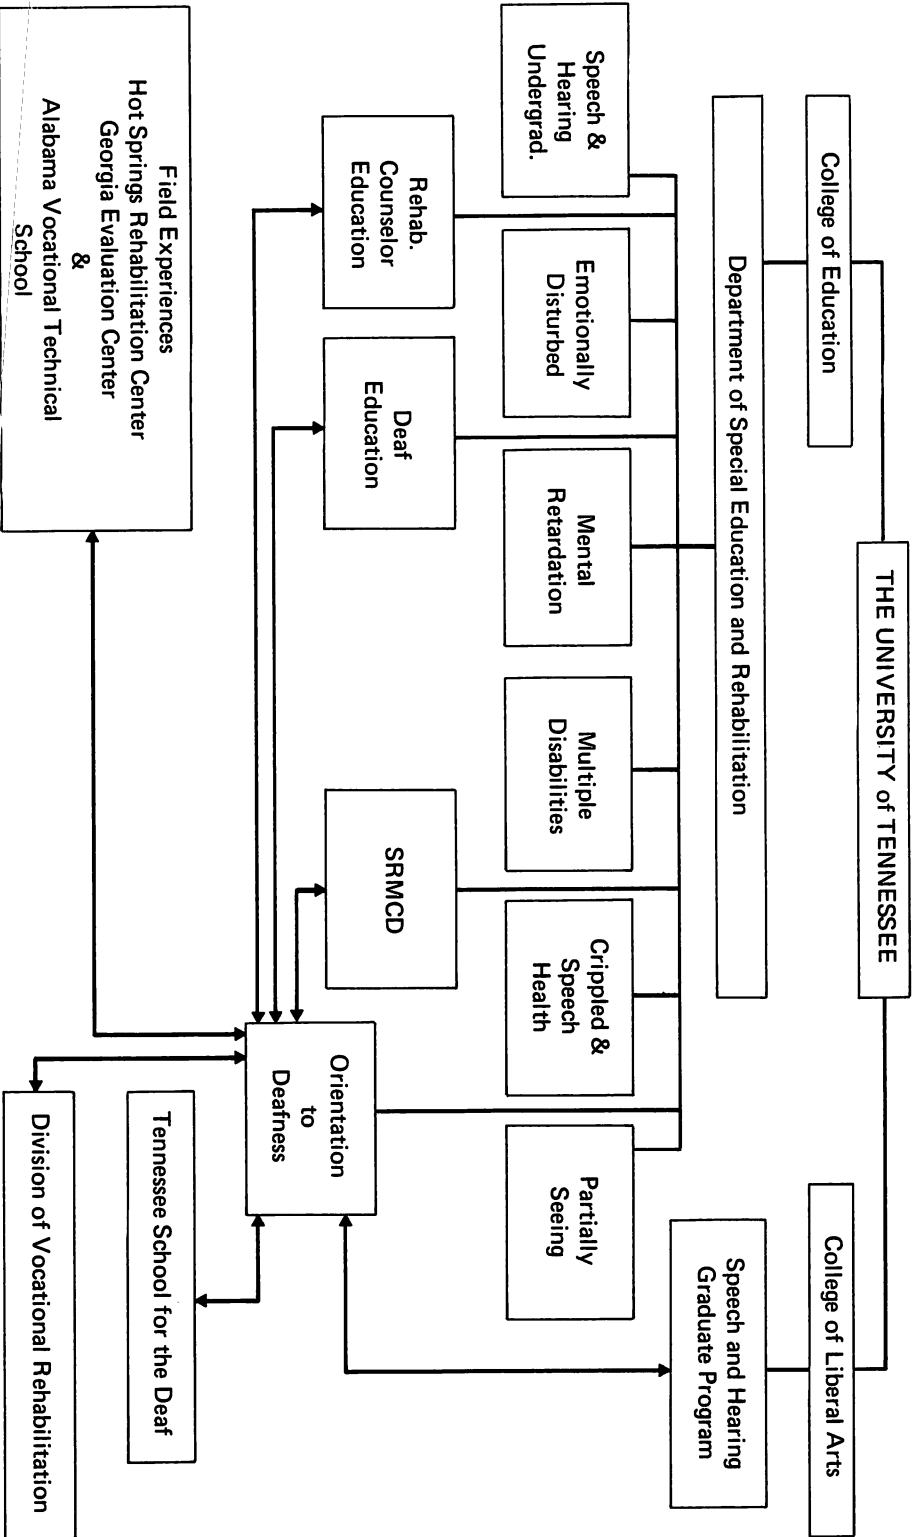 THE UNIVERSITY of TENNESSEE
College of Education
College of Liberal Arts
Department of Special Education and Rehabilitation
Speech and Hearing
Graduate Program
Speech &
Hearing
Undergrad.
Emotionally
Disturbed
Mental
Retardation
Multiple
Disabilities
Crippled &
Speech
Health
Partially
Seeing
Rehab.
Counselor
Education
Deaf
Education
SRMCD
Orientation
to
Deafness
Field Experiences
Hot Springs Rehabilitation Center
Georgia Evaluation Center
&
Alabama Vocational Technical
School
Tennessee School for the Deaf
Division of Vocational Rehabilitation